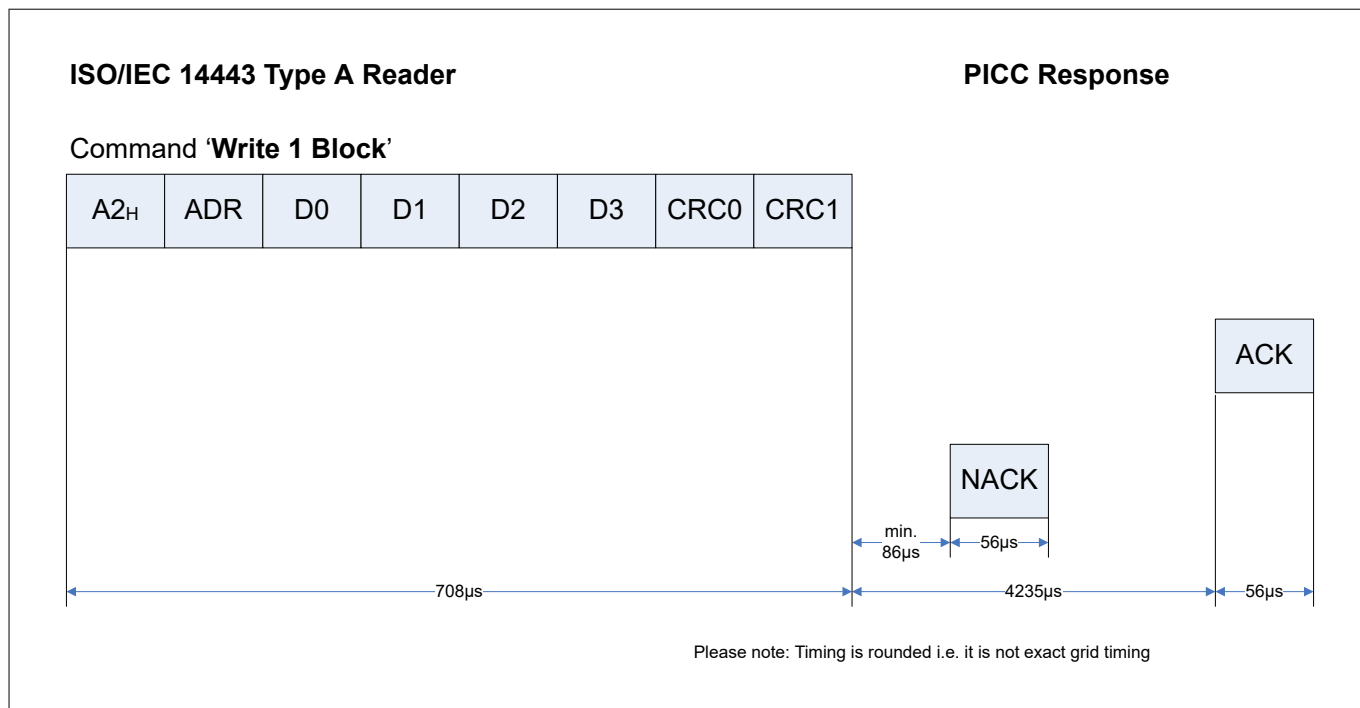 ISO/IEC 14443 Type A Reader
PICC Response
Command ‘Write 1 Block’
A2H ADR D0 D1 D2 D3 CRC0 CRC1
ACK
NACK
min.
86µs
56µs
708µs
4235µs
56µs
Please note: Timing is rounded i.e. it is not exact grid timing